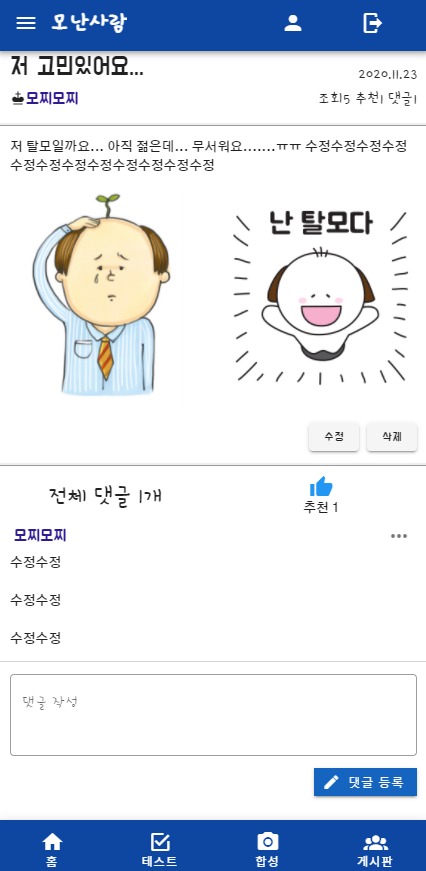 모난사람
저 고민있어요...
2020.11.23
모찌모찌
조회5 추천1 댓글1
저 탈모일까요... 아직 젊은데... 무서워요.......ㅠㅠ 수정수정수정수정
수정수정수정수정수정수정수정수정
난 탈모다
수정
삭제
전체 댓글 1개
추천 1
모찌모찌
수정수정
수정수정
수정수정
댓글 작성
댓글 등록
홈
테스트
합성
게시판